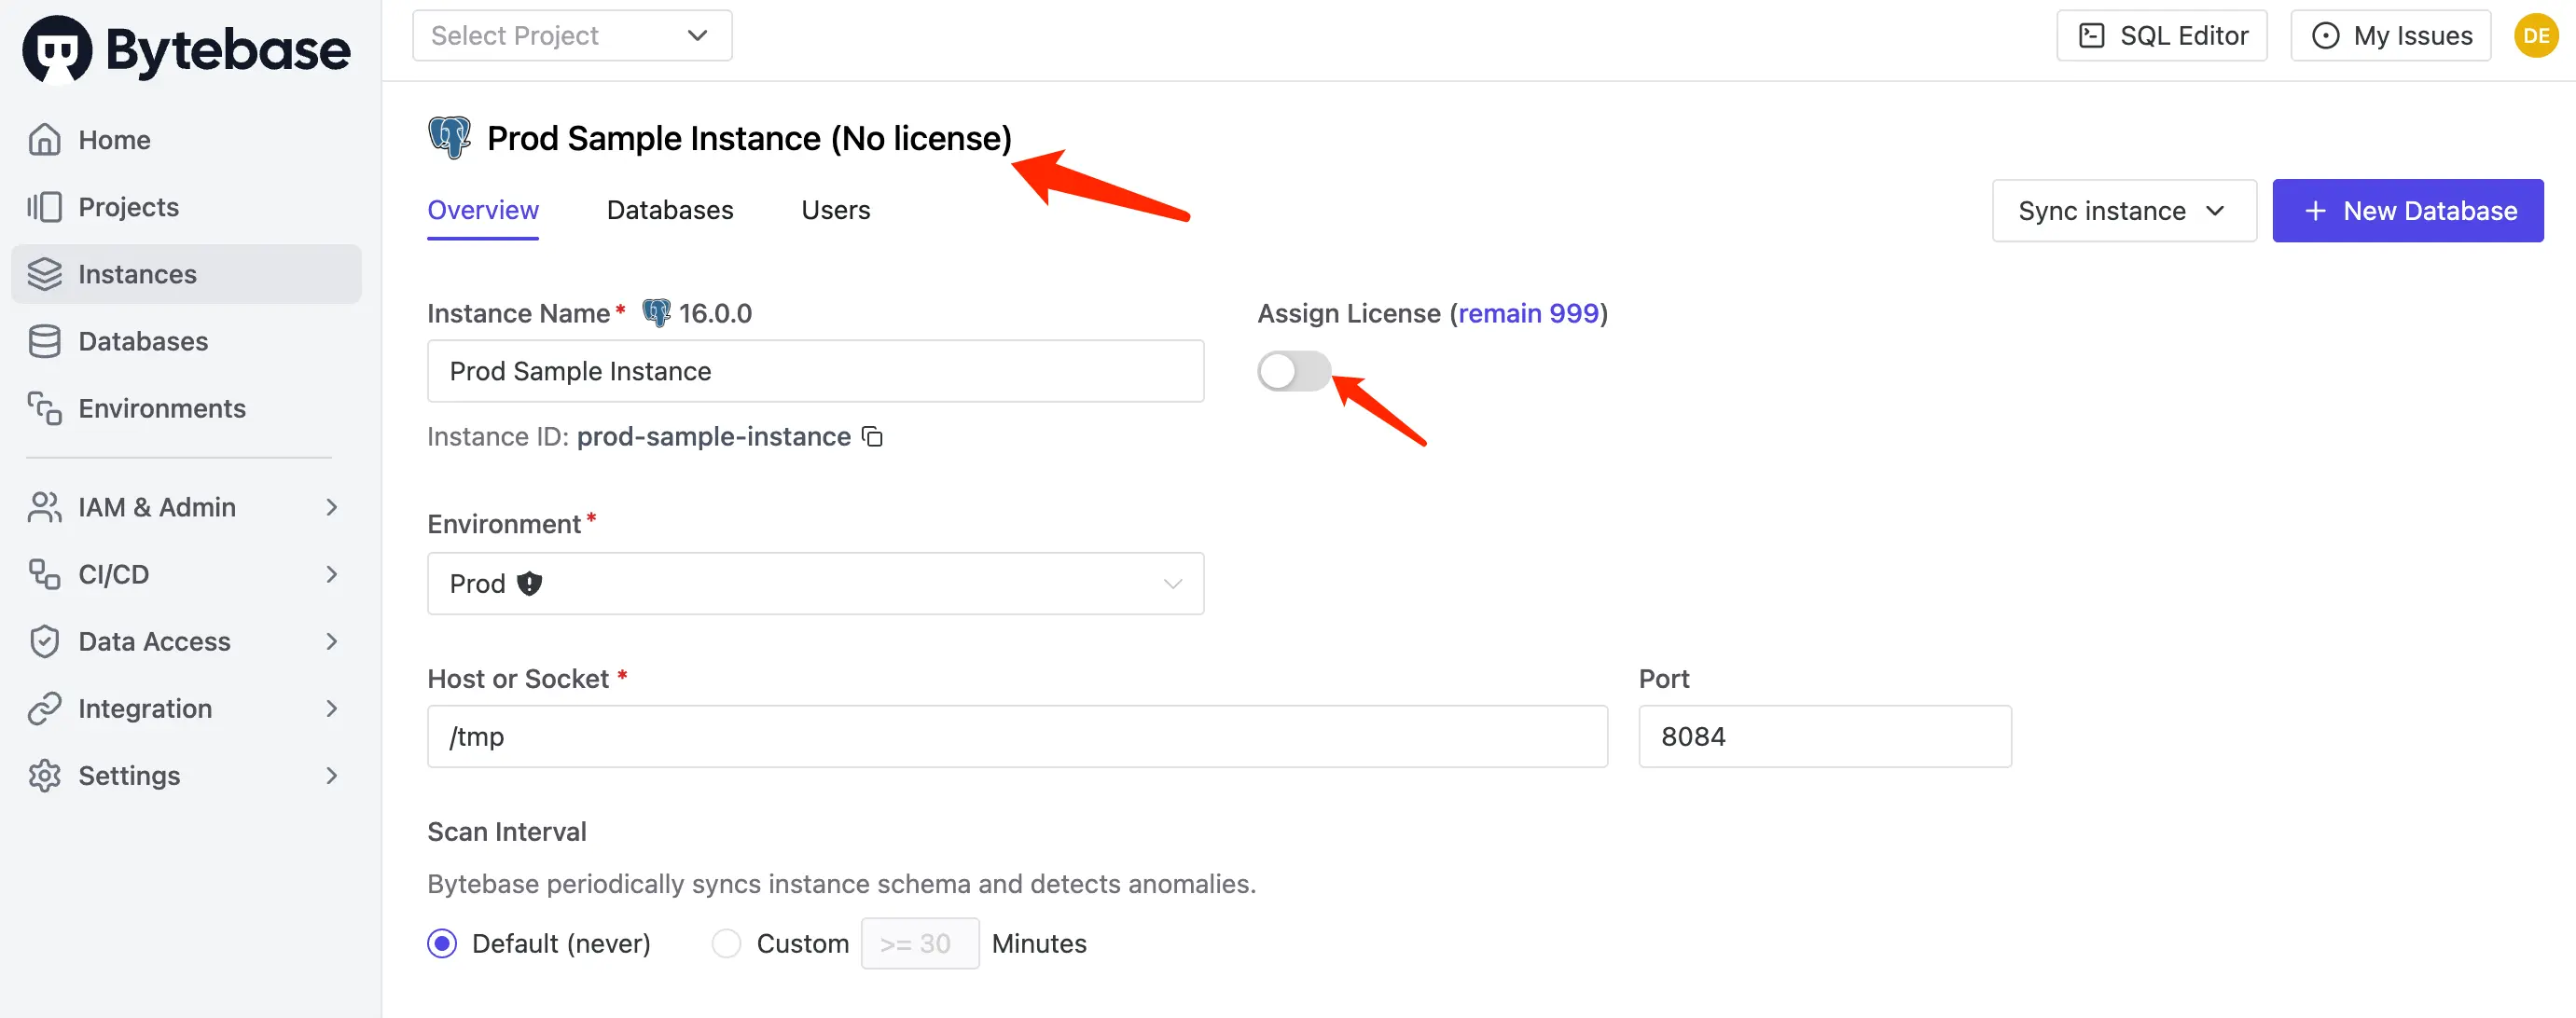 Bytebase
Select Project
SQL Editor
My Issues
DE
Home
Projects
Instances
Databases
Environments
IAM & Admin
CI/CD
Data Access
Integration
Settings
Prod Sample Instance (No license)
Overview
Databases
Users
Sync instance
+ New Database
Instance Name* 16.0.0
Prod Sample Instance
Instance ID: prod-sample-instance
Assign License (remain 999)
Environment*
Prod
Host or Socket *
/tmp
Port
8084
Scan Interval
Bytebase periodically syncs instance schema and detects anomalies.
Default (never)
Custom >= 30 Minutes